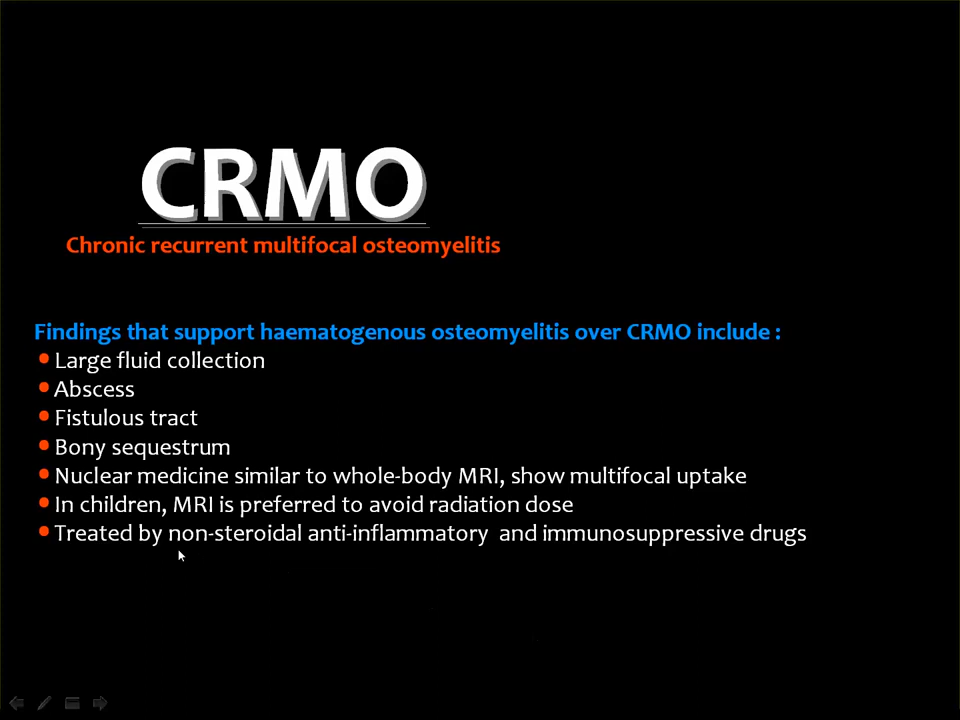 CRMO
Chronic recurrent multifocal osteomyelitis
Findings that support haematogenous osteomyelitis over CRMO include :
• Large fluid collection
• Abscess
• Fistulous tract
• Bony sequestrum
• Nuclear medicine similar to whole-body MRI, show multifocal uptake
• In children, MRI is preferred to avoid radiation dose
• Treated by non-steroidal anti-inflammatory and immunosuppressive drugs